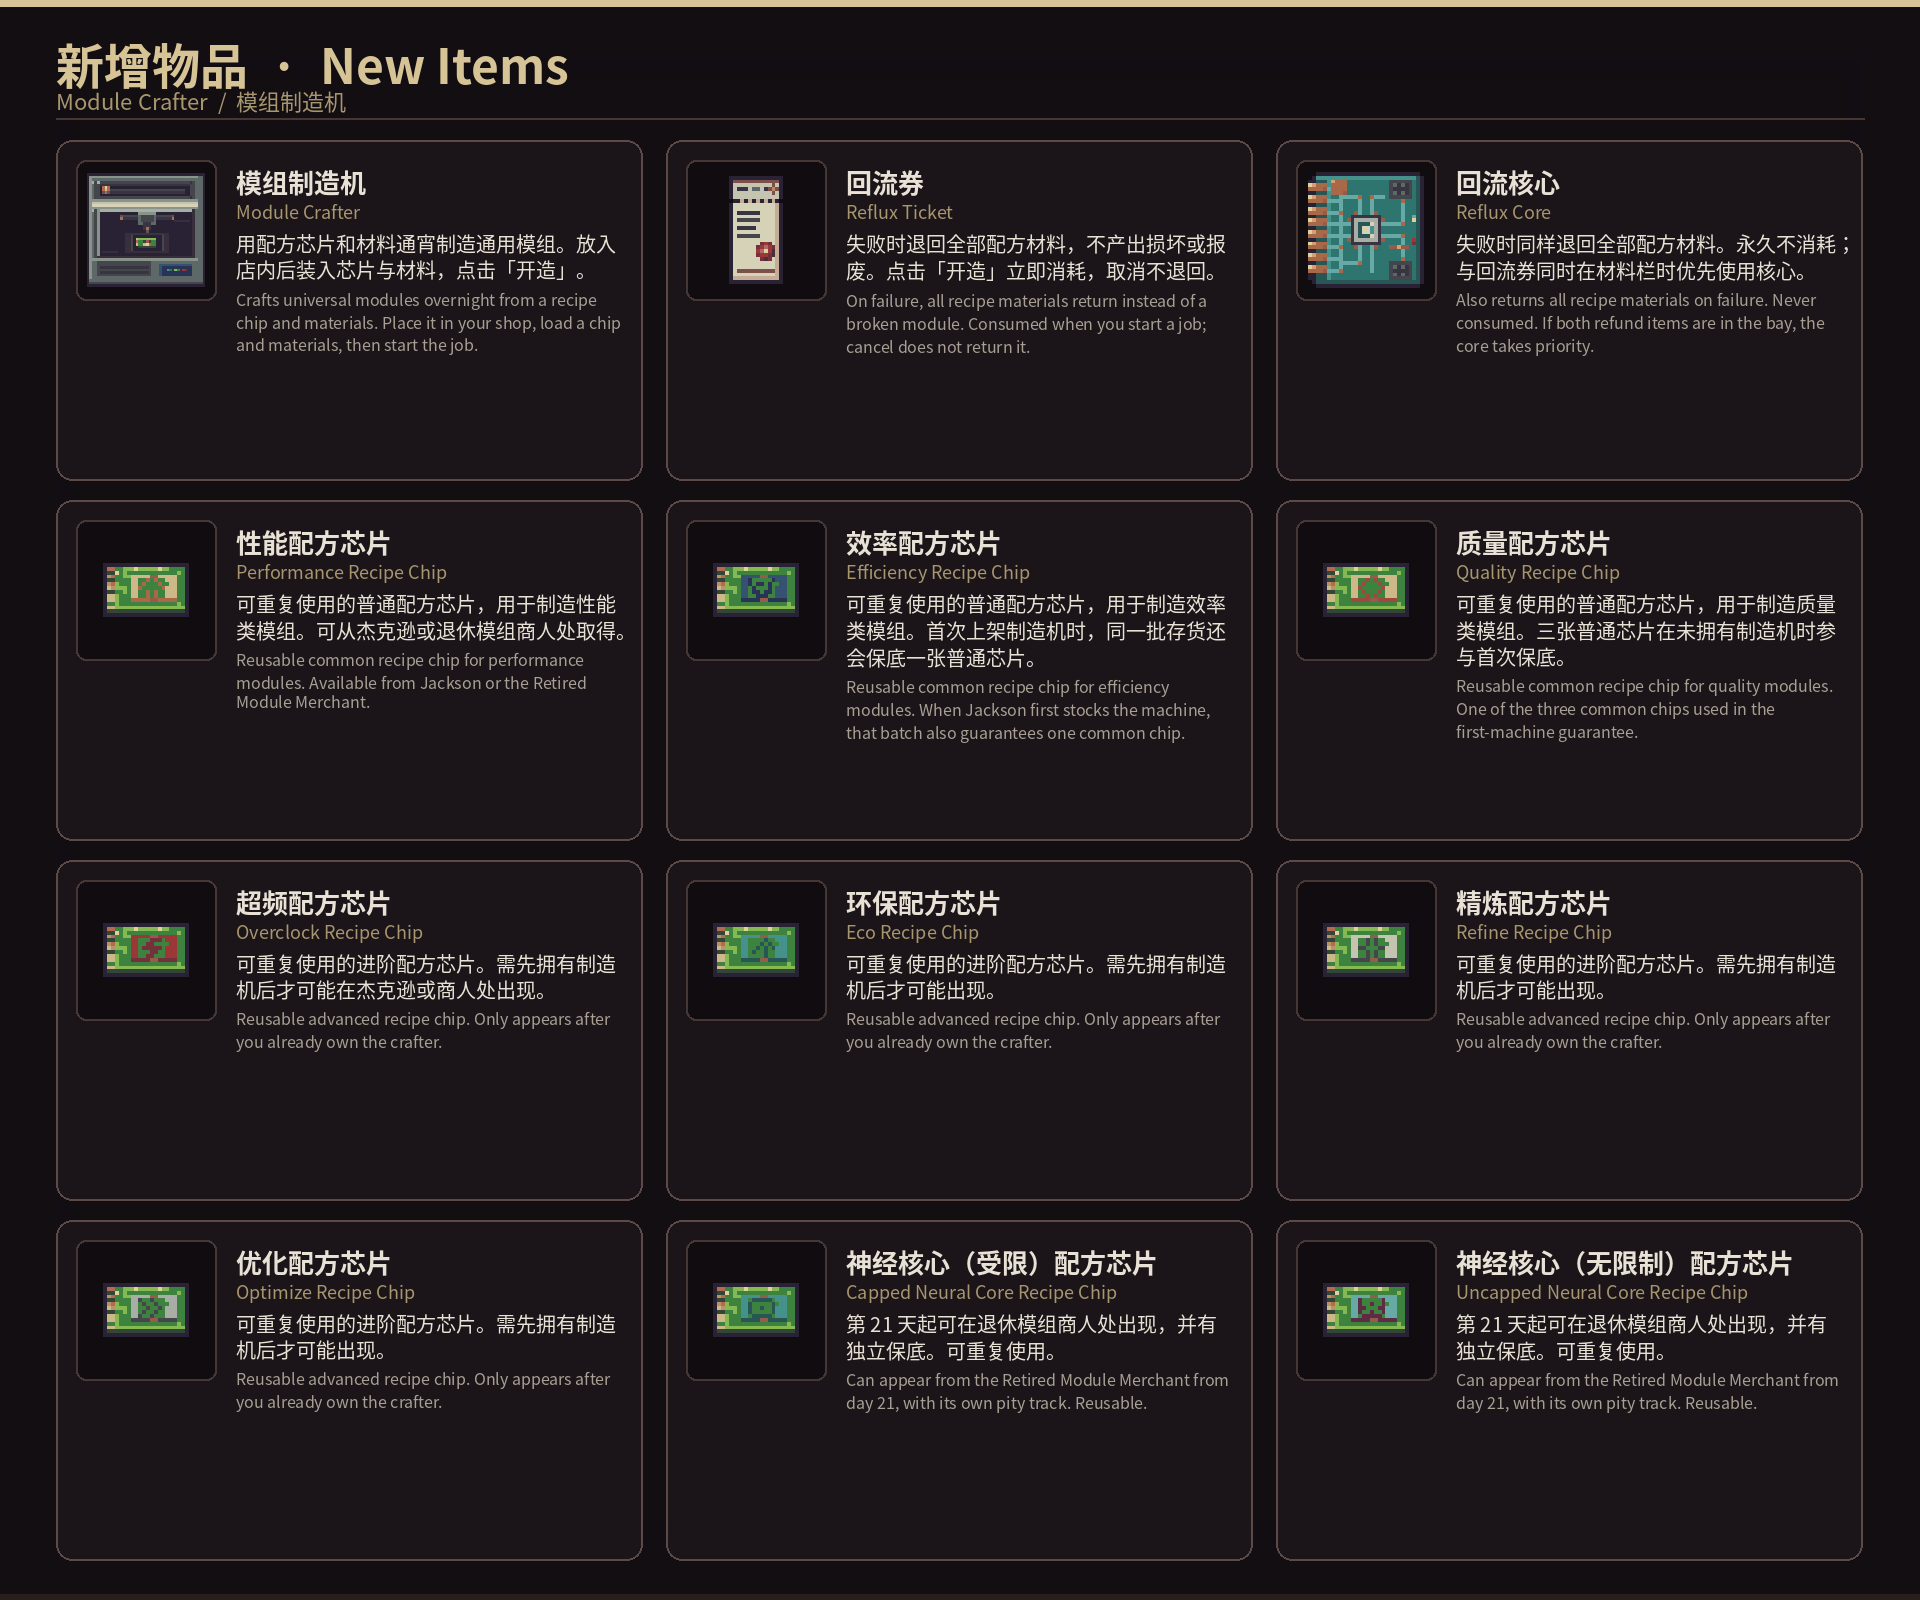 新增物品 · New Items
Module Crafter / 模组制造机
模组制造机
Module Crafter
用配方芯片和材料通宵制造通用模组。放入
店内后装入芯片与材料，点击「开造」。
Crafts universal modules overnight from a recipe
chip and materials. Place it in your shop, load a chip
and materials, then start the job.
回流券
Reflux Ticket
失败时退回全部配方材料，不产出损坏或报
废。点击「开造」立即消耗，取消不退回。
On failure, all recipe materials return instead of a
broken module. Consumed when you start a job;
cancel does not return it.
回流核心
Reflux Core
失败时同样退回全部配方材料。永久不消耗；
与回流券同时在材料栏时优先使用核心。
Also returns all recipe materials on failure. Never
consumed. If both refund items are in the bay, the
core takes priority.
性能配方芯片
Performance Recipe Chip
可重复使用的普通配方芯片，用于制造性能
类模组。可从杰克逊或退休模组商人处取得。
Reusable common recipe chip for performance
modules. Available from Jackson or the Retired
Module Merchant.
效率配方芯片
Efficiency Recipe Chip
可重复使用的普通配方芯片，用于制造效率
类模组。首次上架制造机时，同一批存货还
会保底一张普通芯片。
Reusable common recipe chip for efficiency
modules. When Jackson first stocks the machine,
that batch also guarantees one common chip.
质量配方芯片
Quality Recipe Chip
可重复使用的普通配方芯片，用于制造质量
类模组。三张普通芯片在未拥有制造机时参
与首次保底。
Reusable common recipe chip for quality modules.
One of the three common chips used in the
first-machine guarantee.
超频配方芯片
Overclock Recipe Chip
可重复使用的进阶配方芯片。需先拥有制造
机后才可能在杰克逊或商人处出现。
Reusable advanced recipe chip. Only appears after
you already own the crafter.
环保配方芯片
Eco Recipe Chip
可重复使用的进阶配方芯片。需先拥有制造
机后才可能出现。
Reusable advanced recipe chip. Only appears after
you already own the crafter.
精炼配方芯片
Refine Recipe Chip
可重复使用的进阶配方芯片。需先拥有制造
机后才可能出现。
Reusable advanced recipe chip. Only appears after
you already own the crafter.
优化配方芯片
Optimize Recipe Chip
可重复使用的进阶配方芯片。需先拥有制造
机后才可能出现。
Reusable advanced recipe chip. Only appears after
you already own the crafter.
神经核心（受限）配方芯片
Capped Neural Core Recipe Chip
第 21 天起可在退休模组商人处出现，并有
独立保底。可重复使用。
Can appear from the Retired Module Merchant from
day 21, with its own pity track. Reusable.
神经核心（无限制）配方芯片
Uncapped Neural Core Recipe Chip
第 21 天起可在退休模组商人处出现，并有
独立保底。可重复使用。
Can appear from the Retired Module Merchant from
day 21, with its own pity track. Reusable.